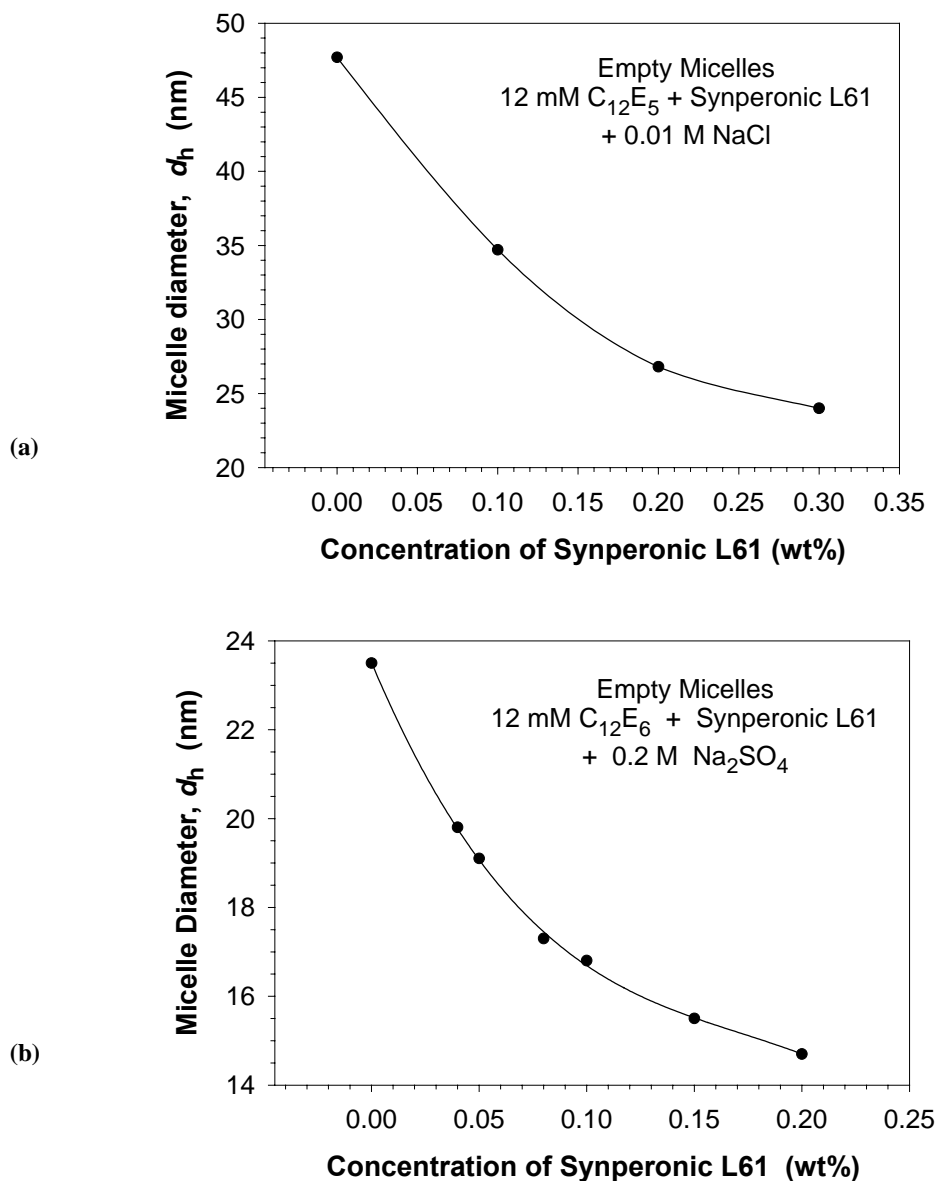 50
45
40
35
30
25
20
Micelle diameter, d_h (nm)
Empty Micelles
12 mM C12E5 + Synperonic L61
+ 0.01 M NaCl
(a)
0.00 0.05 0.10 0.15 0.20 0.25 0.30 0.35
Concentration of Synperonic L61 (wt%)
24
22
20
18
16
14
Micelle Diameter, d_h (nm)
Empty Micelles
12 mM C12E6 + Synperonic L61
+ 0.2 M Na2SO4
(b)
0.00 0.05 0.10 0.15 0.20 0.25
Concentration of Synperonic L61 (wt%)